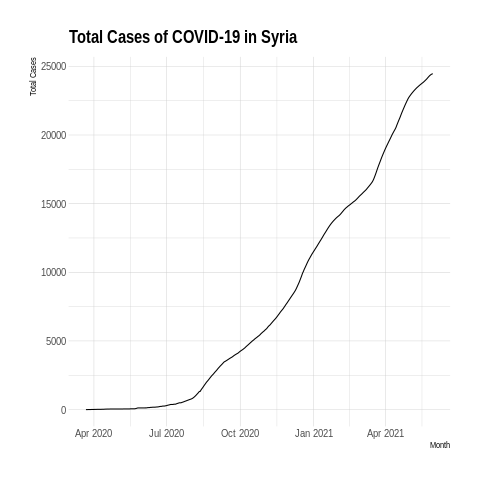 Total Cases of COVID-19 in Syria
Total Cases
25000
20000
15000
10000
5000
0
Apr 2020 Jul 2020 Oct 2020 Jan 2021 Apr 2021
Month